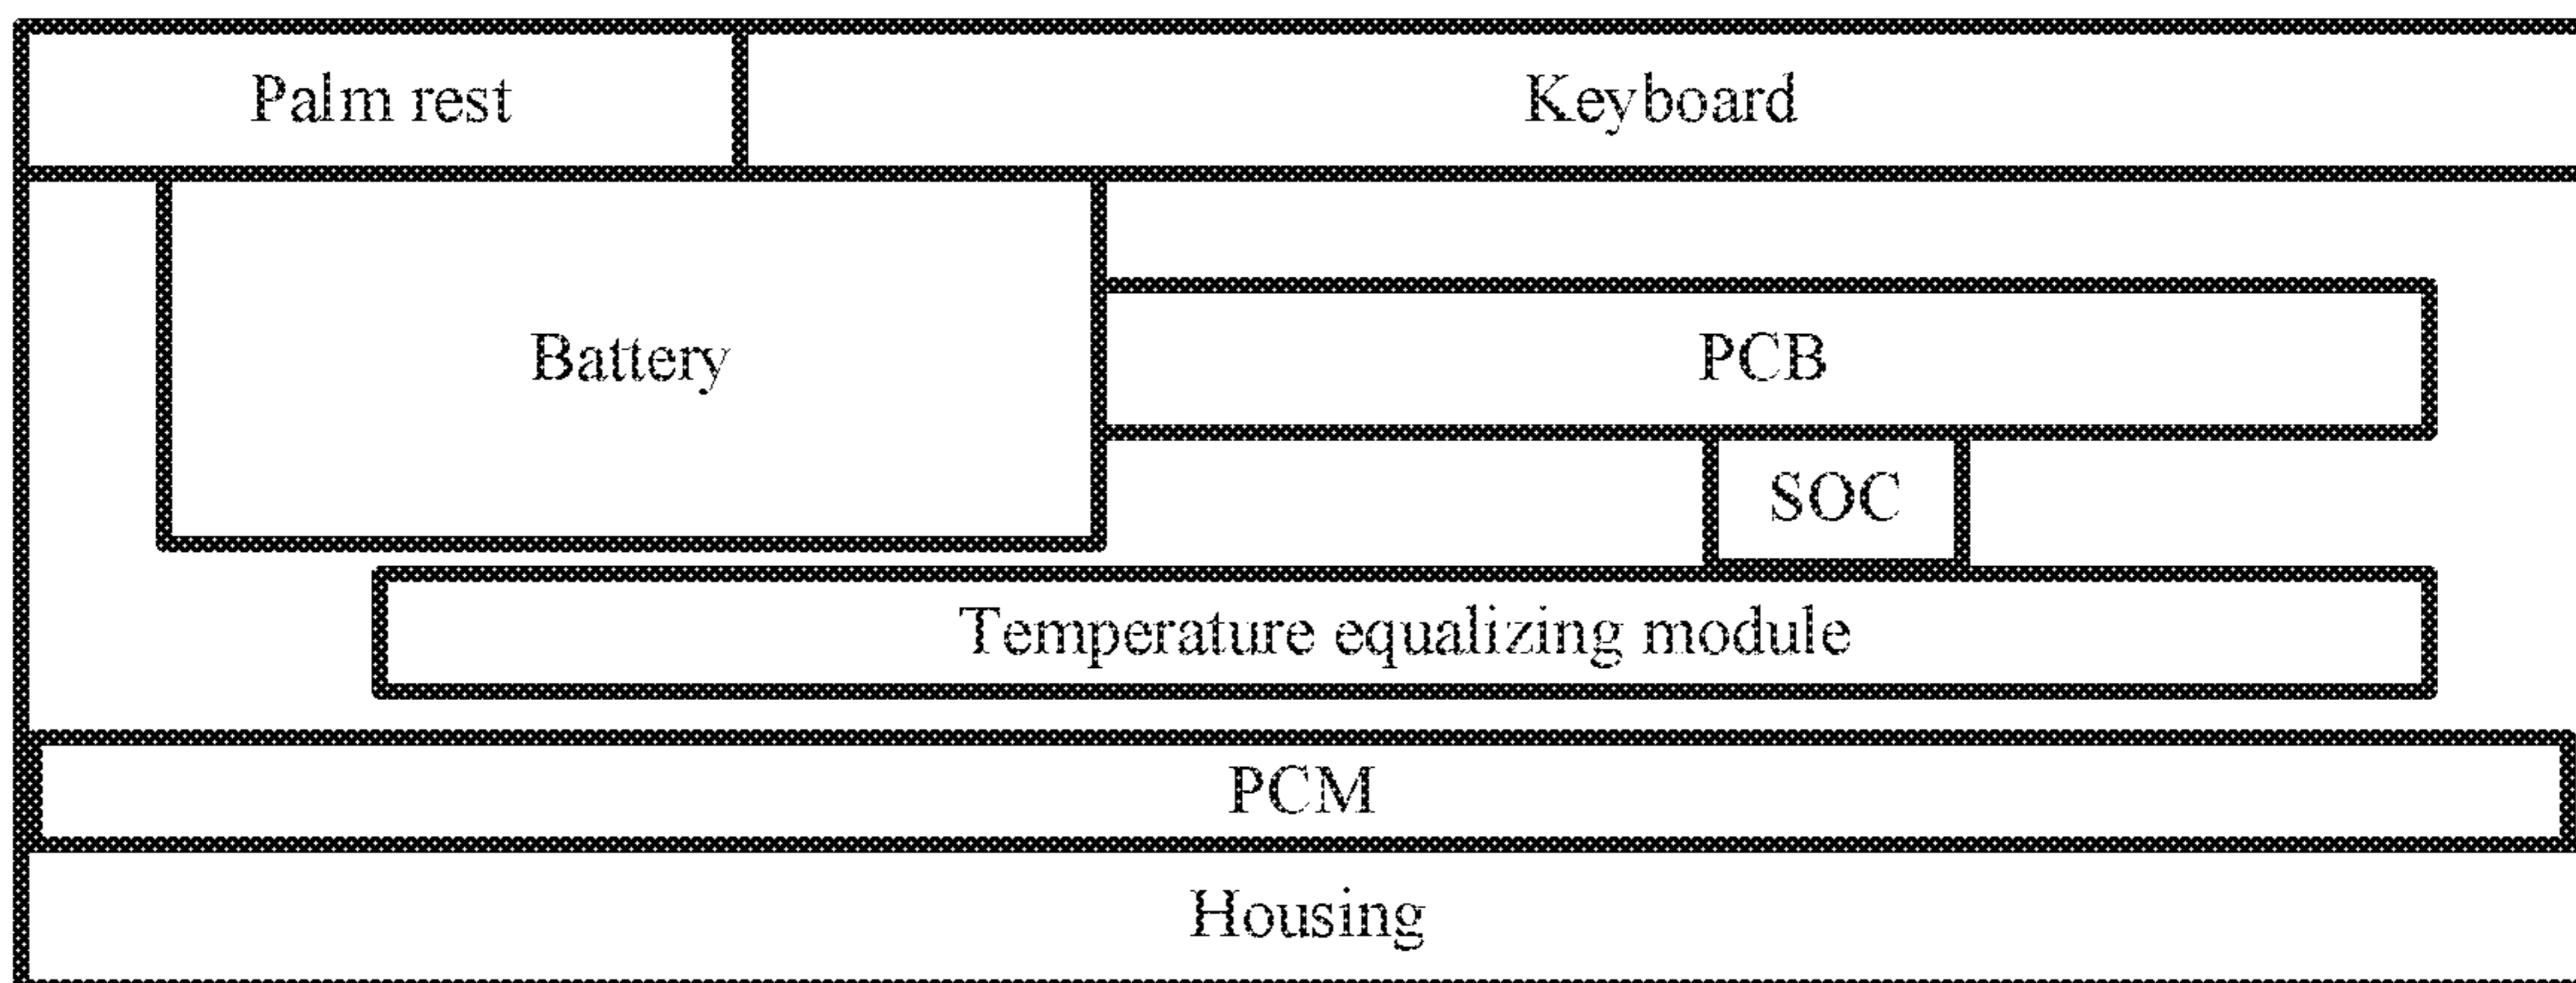 Palm rest
Keyboard
Battery
PCB
SOC
Temperature equalizing module
PCM
Housing